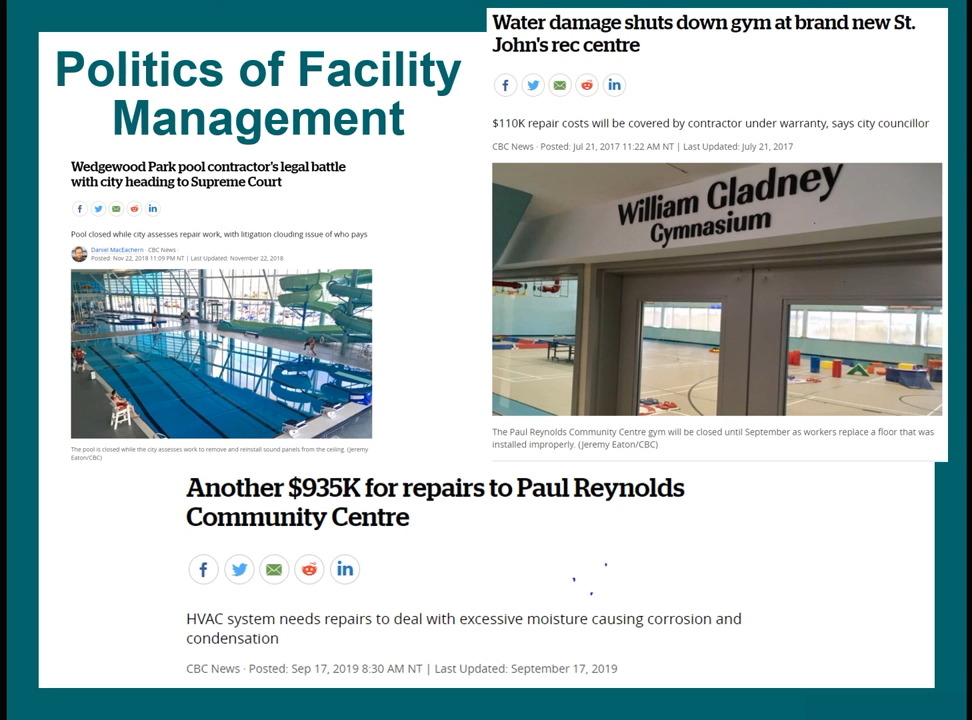 Politics of Facility
Management
Wedgewood Park pool contractor's legal battle
with city heading to Supreme Court
Pool closed while city assesses repair work, with litigation clouding issue of who pays
Daniel MacEachern · CBC News ·
Posted: Nov 22, 2018 11:09 PM NT | Last Updated: November 22, 2018
The pool is closed while the city assesses work to remove and reinstall sound panels from the ceiling. (Jeremy
Eaton/CBC)
Water damage shuts down gym at brand new St.
John's rec centre
$110K repair costs will be covered by contractor under warranty, says city councillor
CBC News · Posted: Jul 21, 2017 11:22 AM NT | Last Updated: July 21, 2017
William Gladney
Gymnasium
The Paul Reynolds Community Centre gym will be closed until September as workers replace a floor that was
installed improperly. (Jeremy Eaton/CBC)
Another $935K for repairs to Paul Reynolds
Community Centre
HVAC system needs repairs to deal with excessive moisture causing corrosion and
condensation
CBC News · Posted: Sep 17, 2019 8:30 AM NT | Last Updated: September 17, 2019